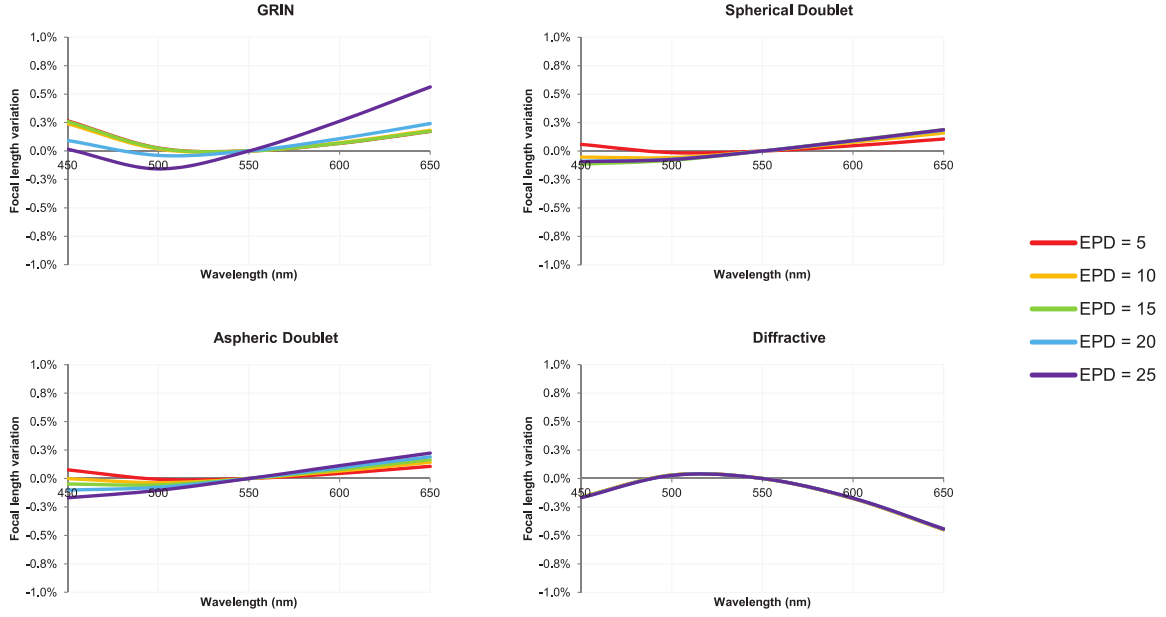 GRIN
1.0%
0.8%
0.5%
0.3%
0.0%
-0.3%
-0.5%
-0.8%
-1.0%
450 500 550 600 650
Focal length variation
Wavelength (nm)
Spherical Doublet
1.0%
0.8%
0.5%
0.3%
0.0%
-0.3%
-0.5%
-0.8%
-1.0%
450 500 550 600 650
Focal length variation
Wavelength (nm)
EPD = 5
EPD = 10
EPD = 15
EPD = 20
EPD = 25
Aspheric Doublet
1.0%
0.8%
0.5%
0.3%
0.0%
-0.3%
-0.5%
-0.8%
-1.0%
450 500 550 600 650
Focal length variation
Wavelength (nm)
Diffractive
1.0%
0.8%
0.5%
0.3%
0.0%
-0.3%
-0.5%
-0.8%
-1.0%
450 500 550 600 650
Focal length variation
Wavelength (nm)